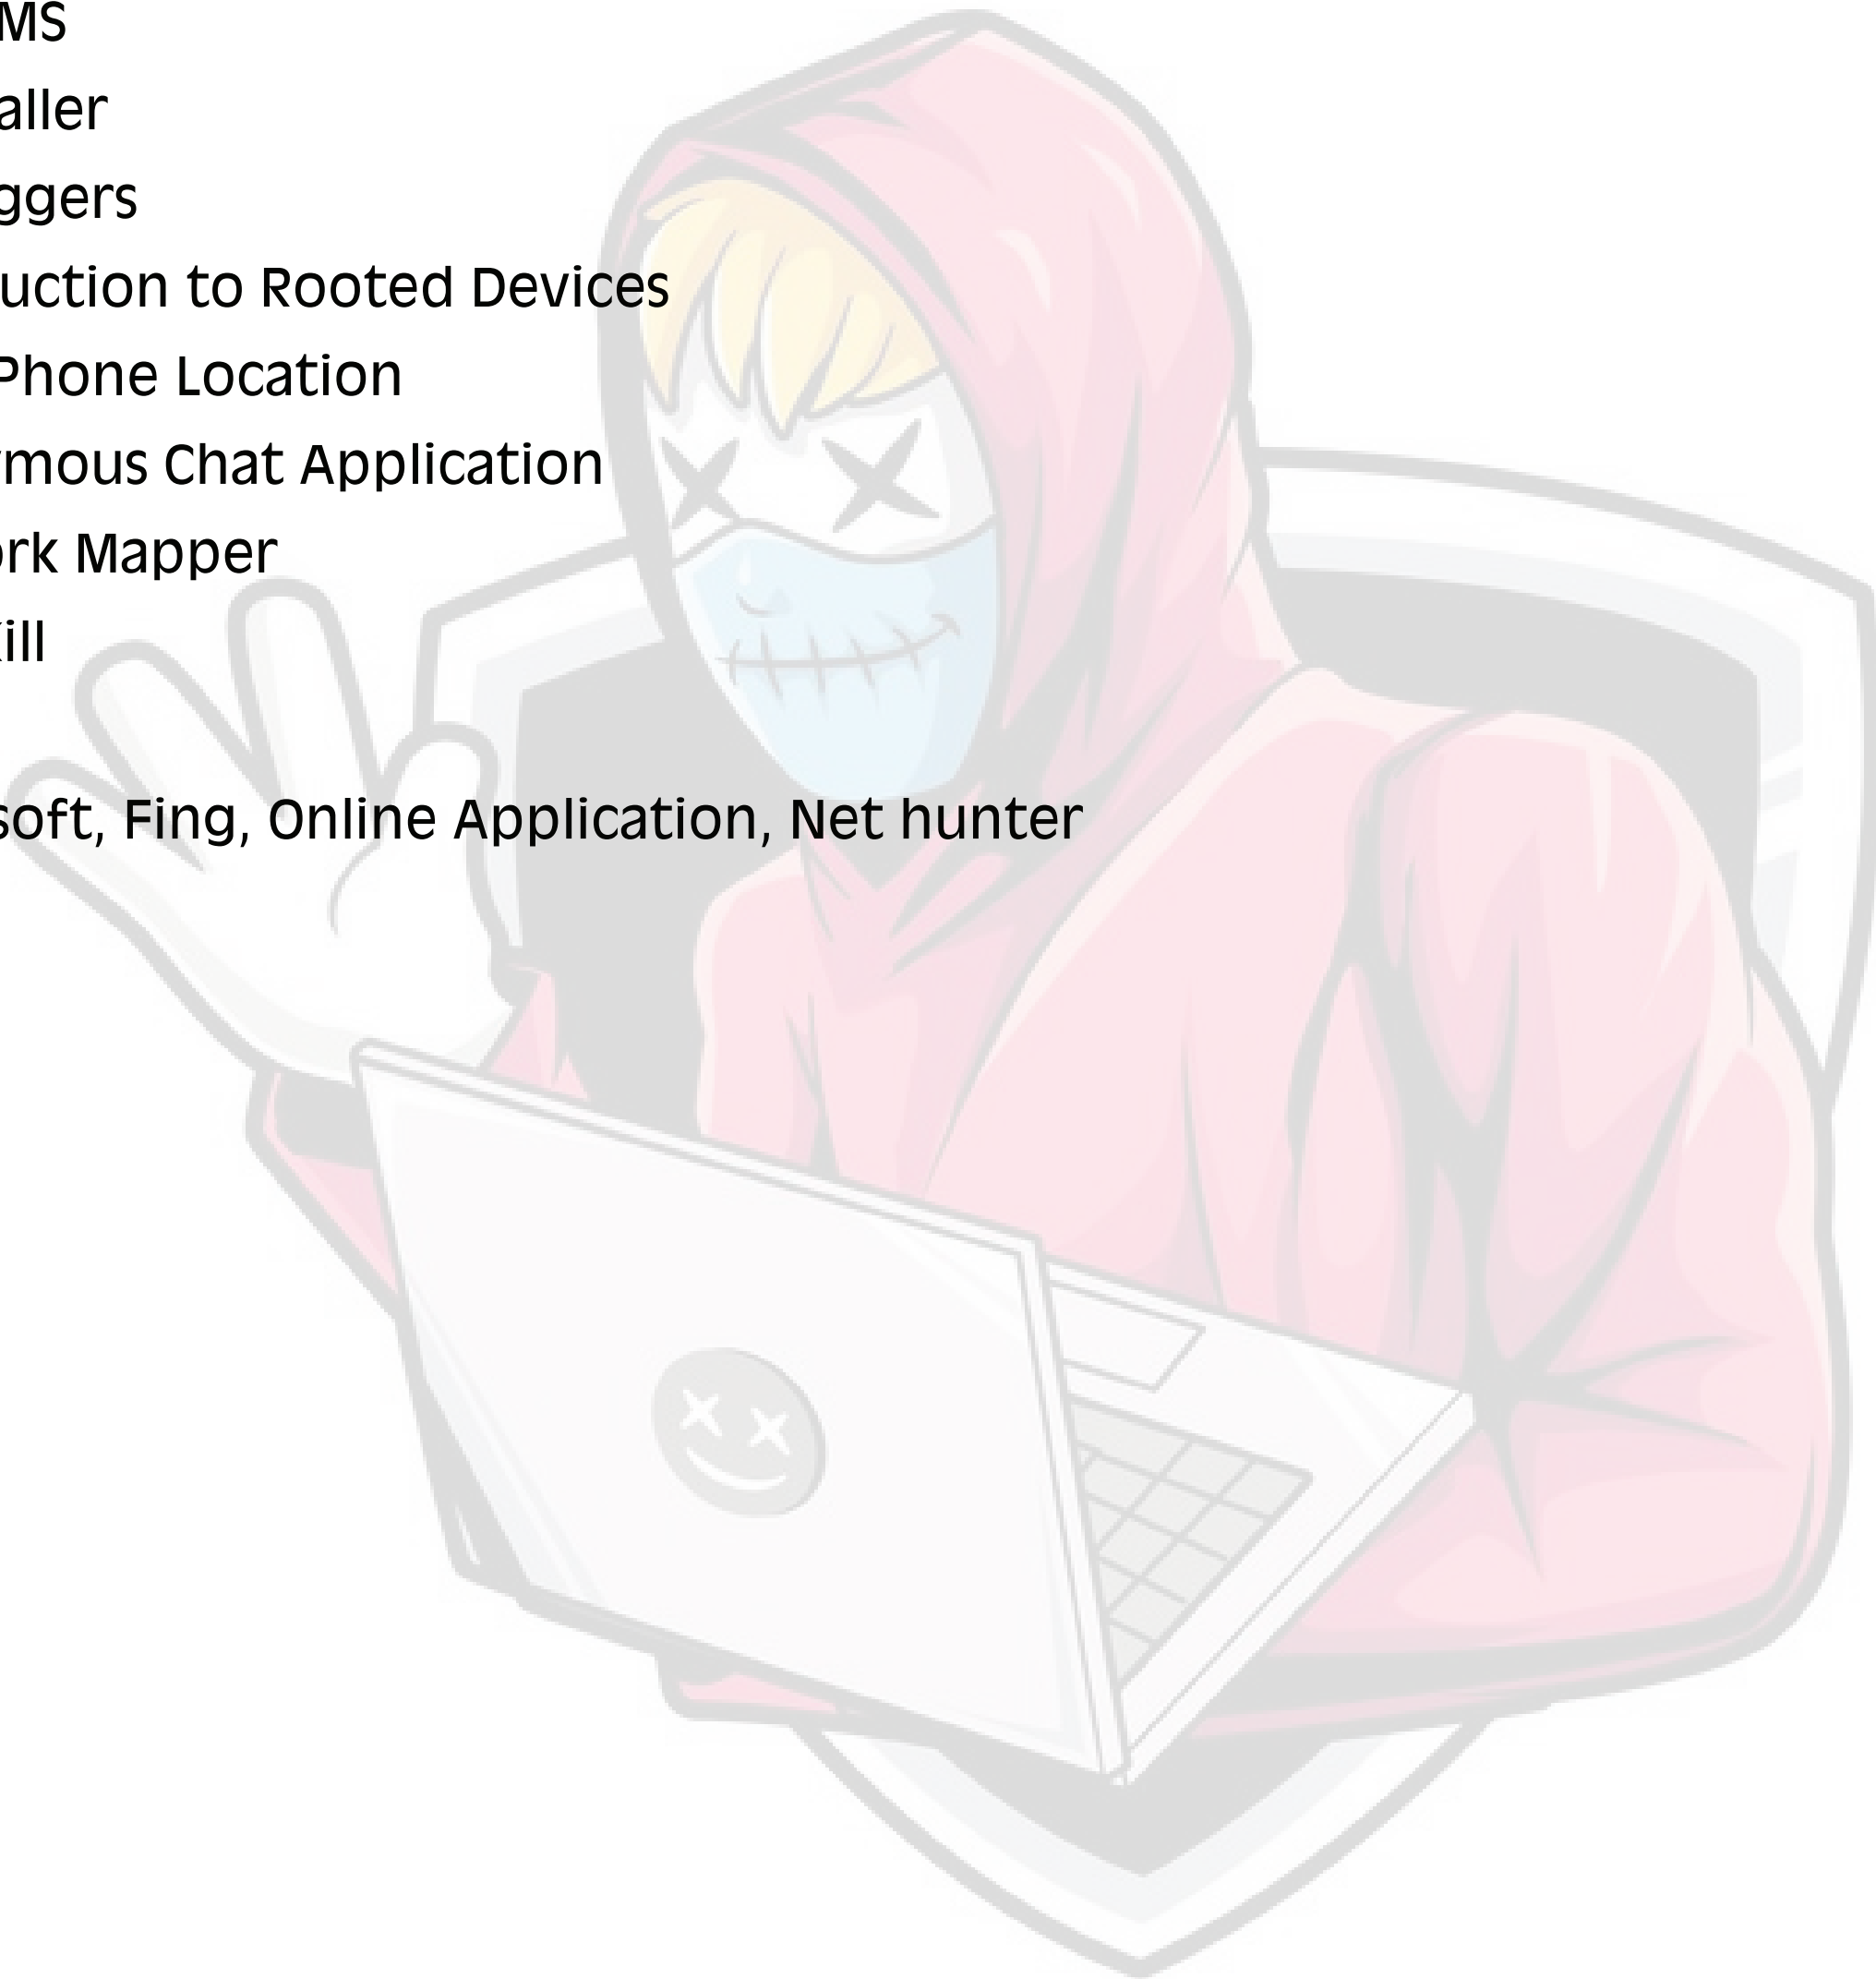 MS
aller
ggers
uction to Rooted Devices
Phone Location
mous Chat Application
ork Mapper
ill
soft, Fing, Online Application, Net hunter